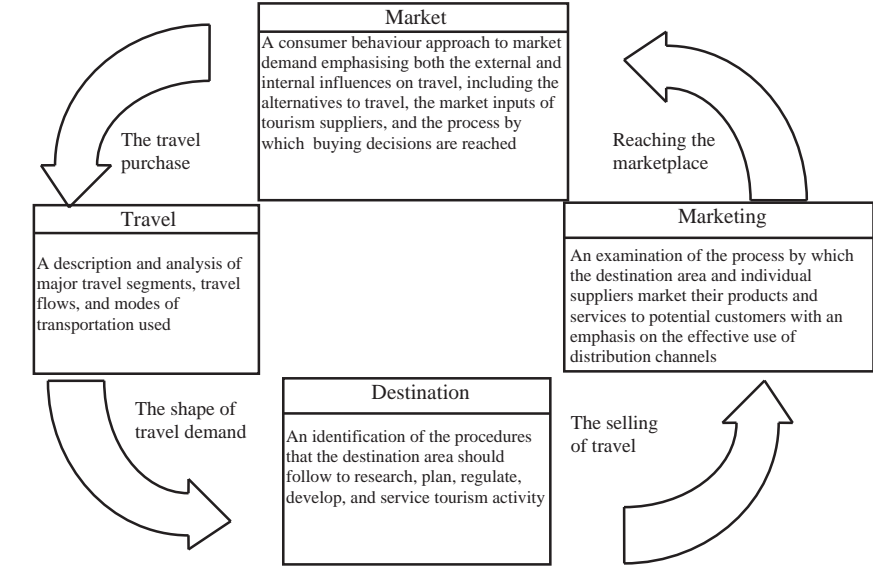 Market
A consumer behaviour approach to market
demand emphasising both the external and
internal influences on travel, including the
alternatives to travel, the market inputs of
tourism suppliers, and the process by
which buying decisions are reached
The travel
purchase
Reaching the
marketplace
Travel
A description and analysis of
major travel segments, travel
flows, and modes of
transportation used
Marketing
An examination of the process by which
the destination area and individual
suppliers market their products and
services to potential customers with an
emphasis on the effective use of
distribution channels
The shape of
travel demand
Destination
An identification of the procedures
that the destination area should
follow to research, plan, regulate,
develop, and service tourism activity
The selling
of travel